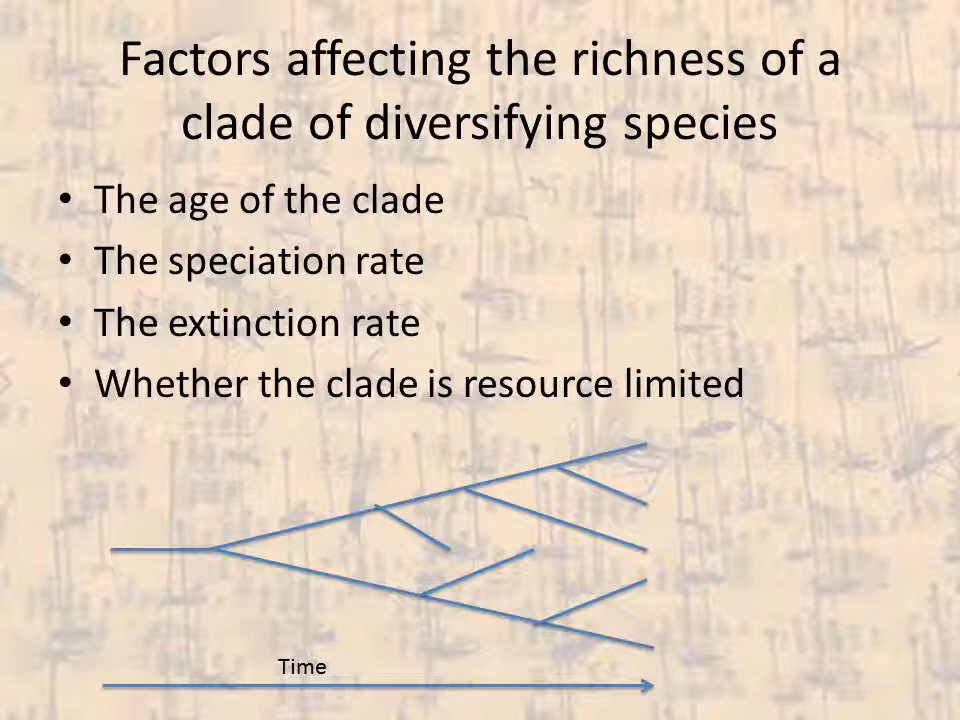 Factors affecting the richness of a
clade of diversifying species
• The age of the clade
• The speciation rate
• The extinction rate
• Whether the clade is resource limited
Time